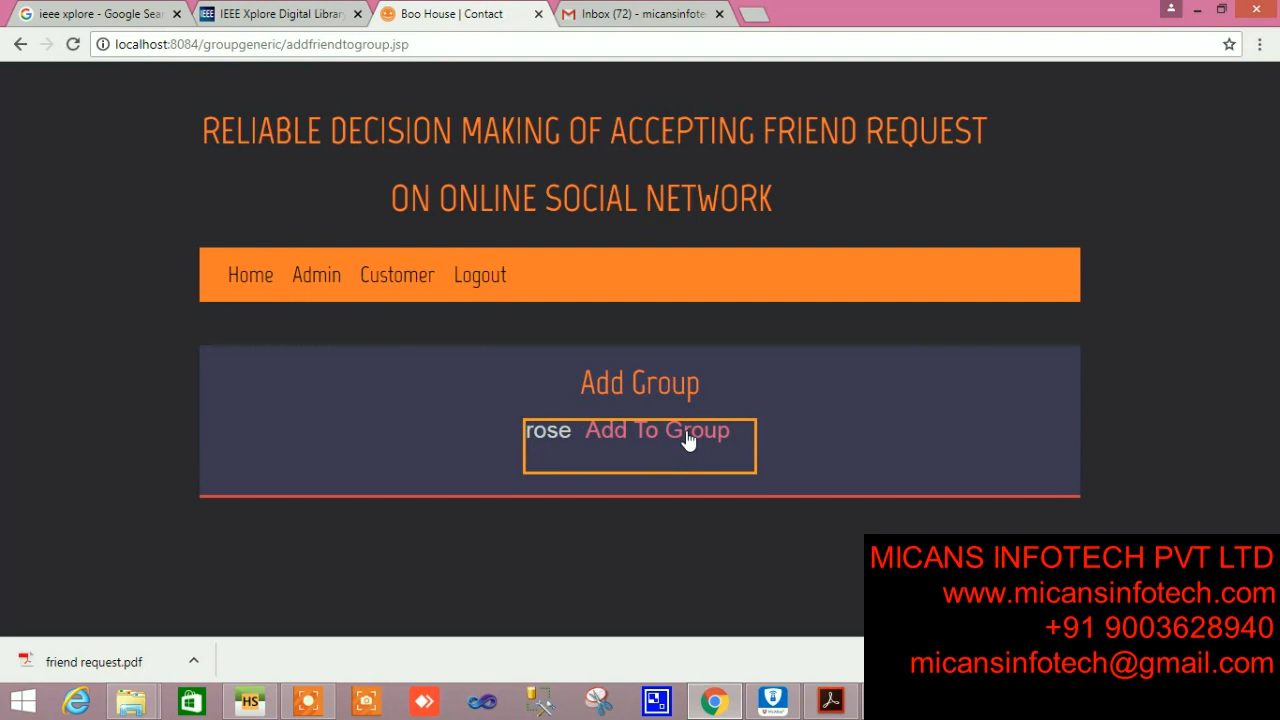 ieee xplore - Google Sea
IEEE Xplore Digital Library
Boo House | Contact
Inbox (72) - micansinfote
localhost:8084/groupgeneric/addfriendtogroup.jsp
RELIABLE DECISION MAKING OF ACCEPTING FRIEND REQUEST
ON ONLINE SOCIAL NETWORK
Home Admin Customer Logout
Add Group
rose Add To Group
MICANS INFOTECH PVT LTD
www.micansinfotech.com
+91 9003628940
micansinfotech@gmail.com
friend request.pdf
HS